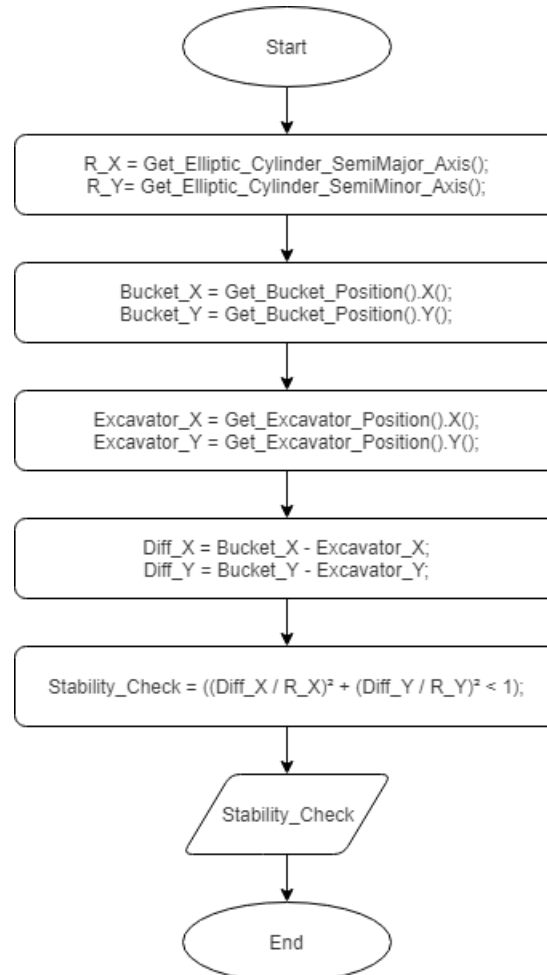 Start
R_X = Get_Elliptic_Cylinder_SemiMajor_Axis();
R_Y= Get_Elliptic_Cylinder_SemiMinor_Axis();
Bucket_X = Get_Bucket_Position().X();
Bucket_Y = Get_Bucket_Position().Y();
Excavator_X = Get_Excavator_Position().X();
Excavator_Y = Get_Excavator_Position().Y();
Diff_X = Bucket_X - Excavator_X;
Diff_Y = Bucket_Y - Excavator_Y;
Stability_Check = ((Diff_X / R_X)² + (Diff_Y / R_Y)² < 1);
Stability_Check
End